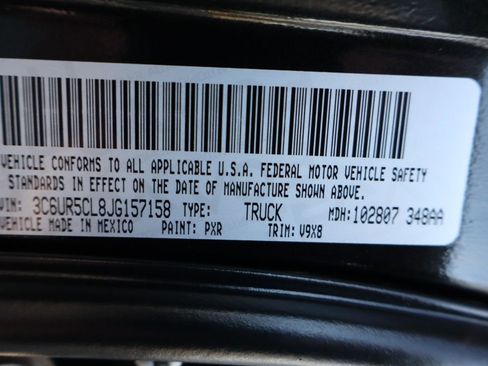 VEHICLE CONFORMS TO ALL APPLICABLE U.S.A. FEDERAL MOTOR VEHICLE SAFETY
STANDARDS IN EFFECT ON THE DATE OF MANUFACTURE SHOWN ABOVE.
VIN: 3C6UR5CL8JG157158 TYPE: TRUCK MDH: 102807 348AA
VEHICLE MADE IN MEXICO PAINT: PXR TRIM: V9X8